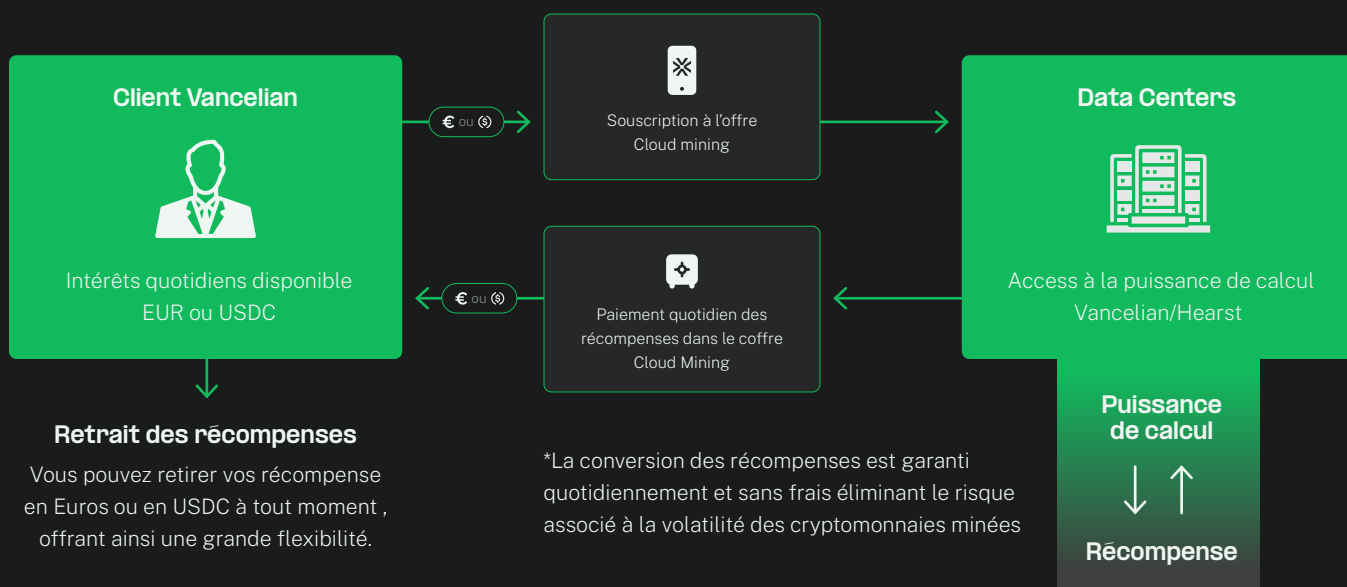 Client Vancelian
Intérêts quotidiens disponible
EUR ou USDC
€ ou ($)
Souscription à l'offre
Cloud mining
Data Centers
Access à la puissance de calcul
Vancelian/Hearst
€ ou ($)
Paiement quotidien des
récompenses dans le coffre
Cloud Mining
Retrait des récompenses
Vous pouvez retirer vos récompense
en Euros ou en USDC à tout moment ,
offrant ainsi une grande flexibilité.
*La conversion des récompenses est garanti
quotidiennement et sans frais éliminant le risque
associé à la volatilité des cryptomonnaies minées
Puissance
de calcul
Récompense